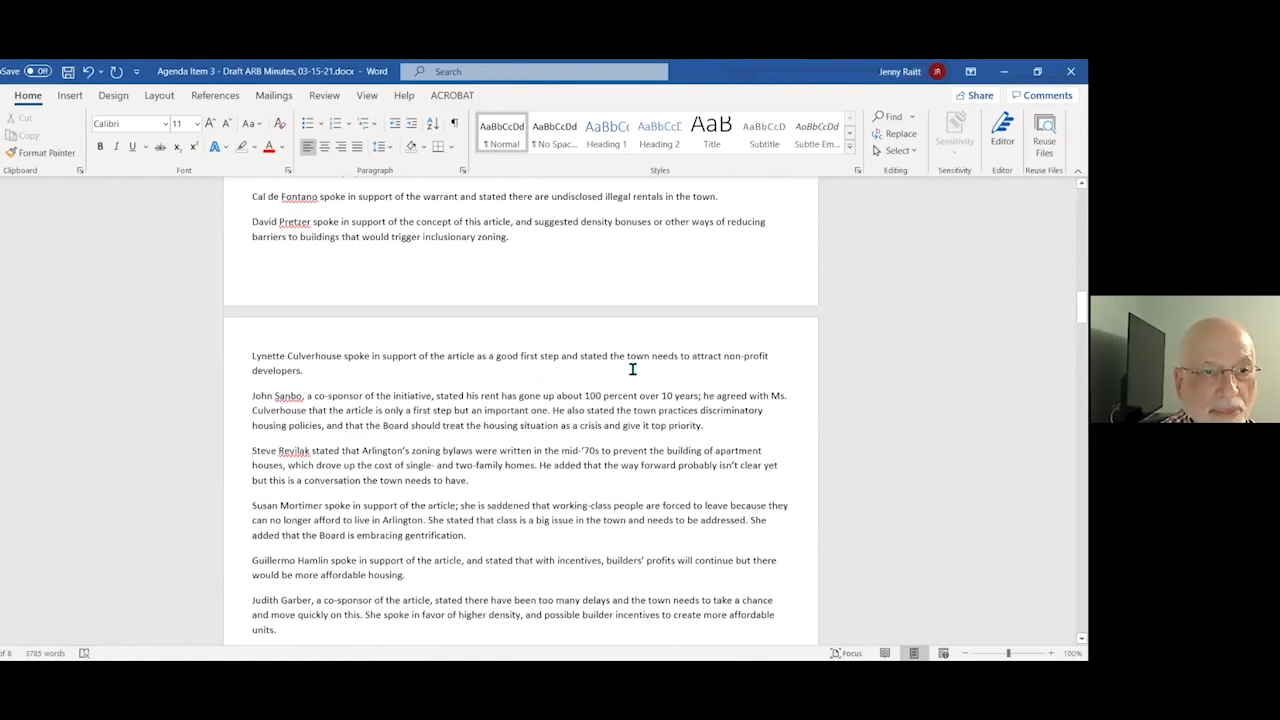 Save Off Agenda Item 3 - Draft ARB Minutes, 03-15-21.docx - Word Search Jenny Raitt JR
Home Insert Design Layout References Mailings Review View Help ACROBAT Share Comments
Cut
Copy
Format Painter
Calibri 11
AaBbCcDd AaBbCcDd AaBbCc AaBbCcD AaB AaBbCcD AaBbCcDd
¶ Normal ¶ No Spac... Heading 1 Heading 2 Title Subtitle Subtle Em...
Find
Replace
Select
Sensitivity
Editor
Reuse Files
Clipboard Font Paragraph Styles Editing Sensitivity Editor Reuse Files
Cal de Fontano spoke in support of the warrant and stated there are undisclosed illegal rentals in the town.
David Pretzer spoke in support of the concept of this article, and suggested density bonuses or other ways of reducing
barriers to buildings that would trigger inclusionary zoning.
Lynette Culverhouse spoke in support of the article as a good first step and stated the town needs to attract non-profit
developers.
John Sanbo, a co-sponsor of the initiative, stated his rent has gone up about 100 percent over 10 years; he agreed with Ms.
Culverhouse that the article is only a first step but an important one. He also stated the town practices discriminatory
housing policies, and that the Board should treat the housing situation as a crisis and give it top priority.
Steve Revilak stated that Arlington's zoning bylaws were written in the mid-'70s to prevent the building of apartment
houses, which drove up the cost of single- and two-family homes. He added that the way forward probably isn't clear yet
but this is a conversation the town needs to have.
Susan Mortimer spoke in support of the article; she is saddened that working-class people are forced to leave because they
can no longer afford to live in Arlington. She stated that class is a big issue in the town and needs to be addressed. She
added that the Board is embracing gentrification.
Guillermo Hamlin spoke in support of the article, and stated that with incentives, builders' profits will continue but there
would be more affordable housing.
Judith Garber, a co-sponsor of the article, stated there have been too many delays and the town needs to take a chance
and move quickly on this. She spoke in favor of higher density, and possible builder incentives to create more affordable
units.
of 8 3785 words Focus 100%